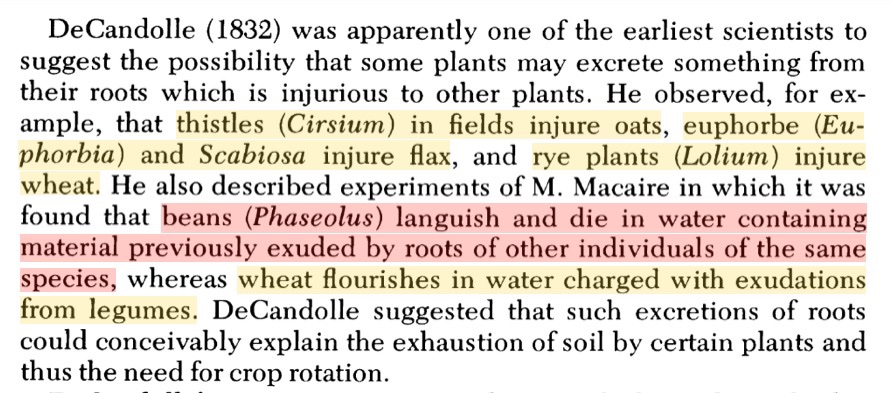 DeCandolle (1832) was apparently one of the earliest scientists to
suggest the possibility that some plants may excrete something from
their roots which is injurious to other plants. He observed, for ex-
ample, that thistles (Cirsium) in fields injure oats, euphorbe (Eu-
phorbia) and Scabiosa injure flax, and rye plants (Lolium) injure
wheat. He also described experiments of M. Macaire in which it was
found that beans (Phaseolus) languish and die in water containing
material previously exuded by roots of other individuals of the same
species, whereas wheat flourishes in water charged with exudations
from legumes. DeCandolle suggested that such excretions of roots
could conceivably explain the exhaustion of soil by certain plants and
thus the need for crop rotation.